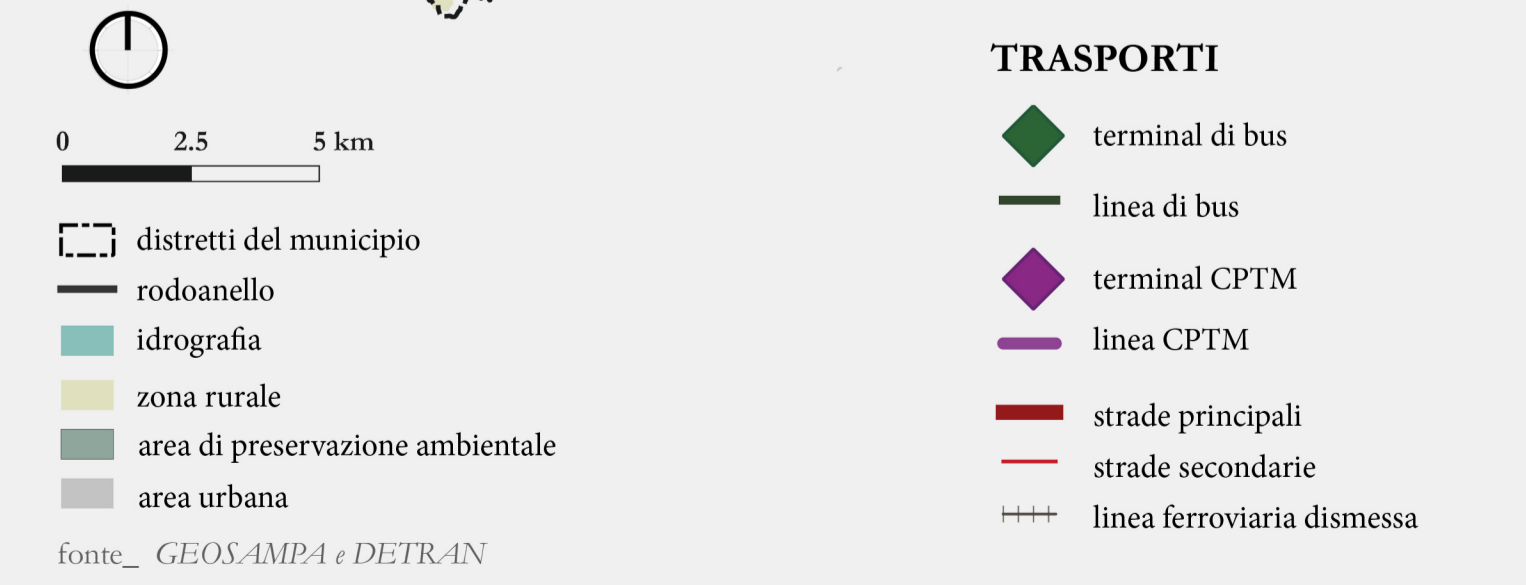 0 2.5 5 km
distretti del municipio
rodoanello
idrografia
zona rurale
area di preservazione ambientale
area urbana
fonte_ GEOSAMPA e DETRAN
TRASPORTI
terminal di bus
linea di bus
terminal CPTM
linea CPTM
strade principali
strade secondarie
linea ferroviaria dismessa